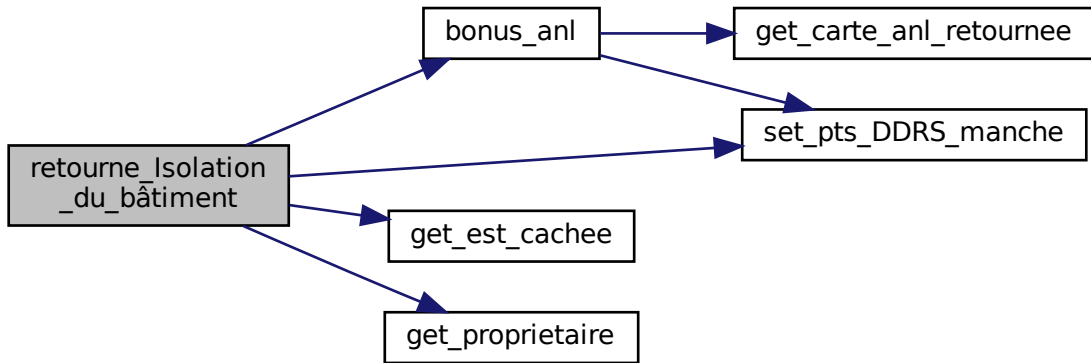 bonus_anl
get_carte_anl_retournee
set_pts_DDRS_manche
retourne_Isolation
_du_bâtiment
get_est_cachee
get_proprietaire